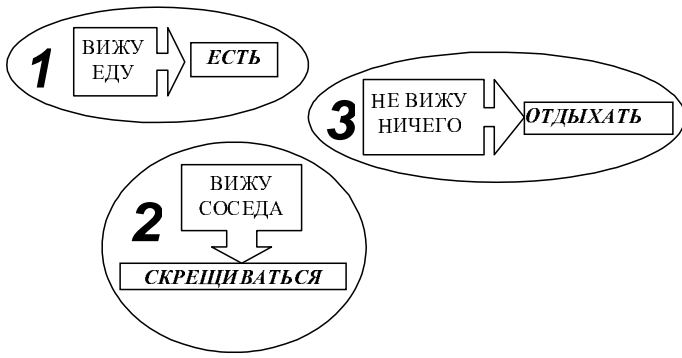 1
ВИЖУ
ЕДУ
ЕСТЬ
3
НЕ ВИЖУ
НИЧЕГО
ОТДЫХАТЬ
2
ВИЖУ
СОСЕДА
СКРЕЩИВАТЬСЯ